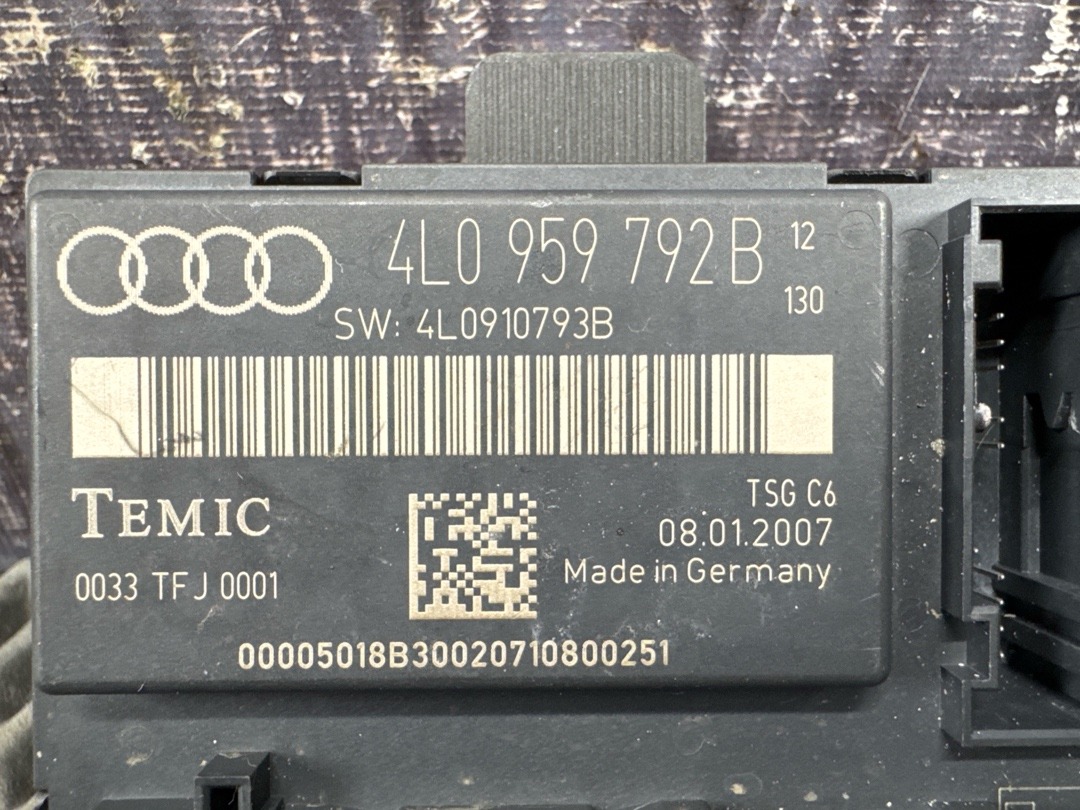 4L0 959 792B 12
130
SW: 4L0910793B
TEMIC
TSG C6
08.01.2007
Made in Germany
0033 TFJ 0001
00005018B30020710800251